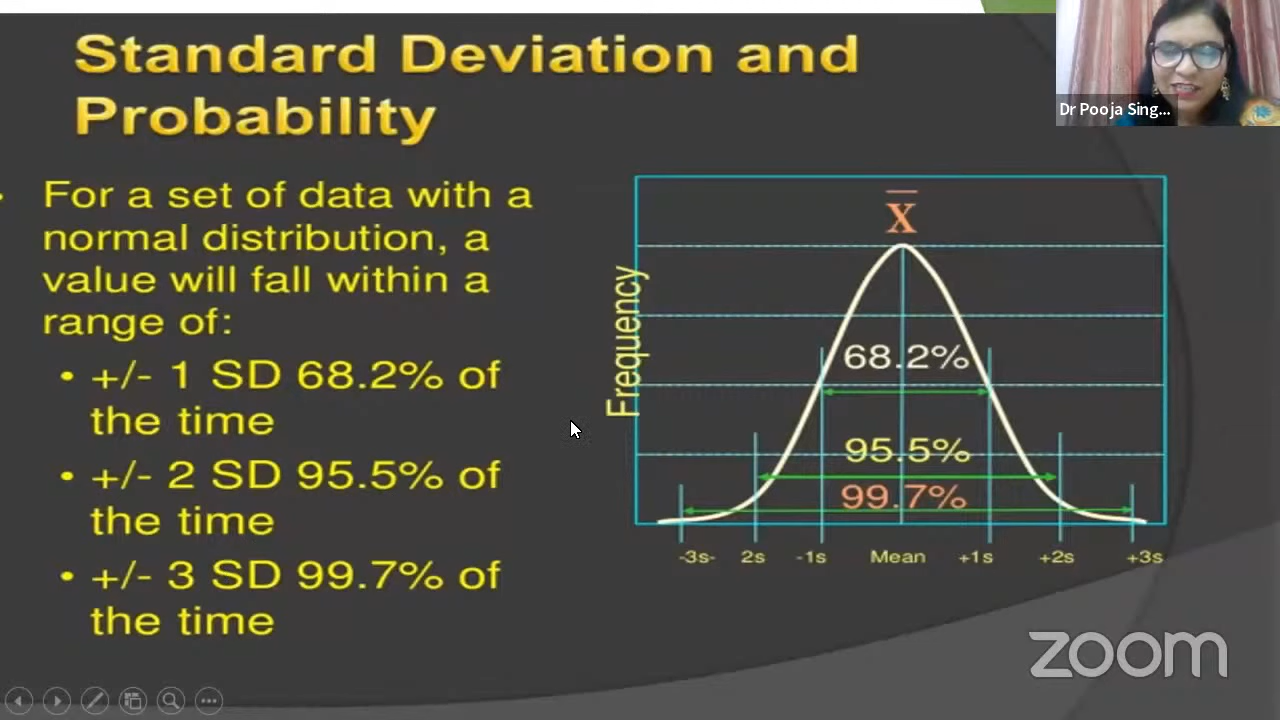 Standard Deviation and
Probability
Dr Pooja Sing...
• For a set of data with a
normal distribution, a
value will fall within a
range of:
• +/- 1 SD 68.2% of
the time
• +/- 2 SD 95.5% of
the time
• +/- 3 SD 99.7% of
the time
X̅
Frequency
68.2%
95.5%
99.7%
-3s- 2s -1s Mean +1s +2s +3s
zoom